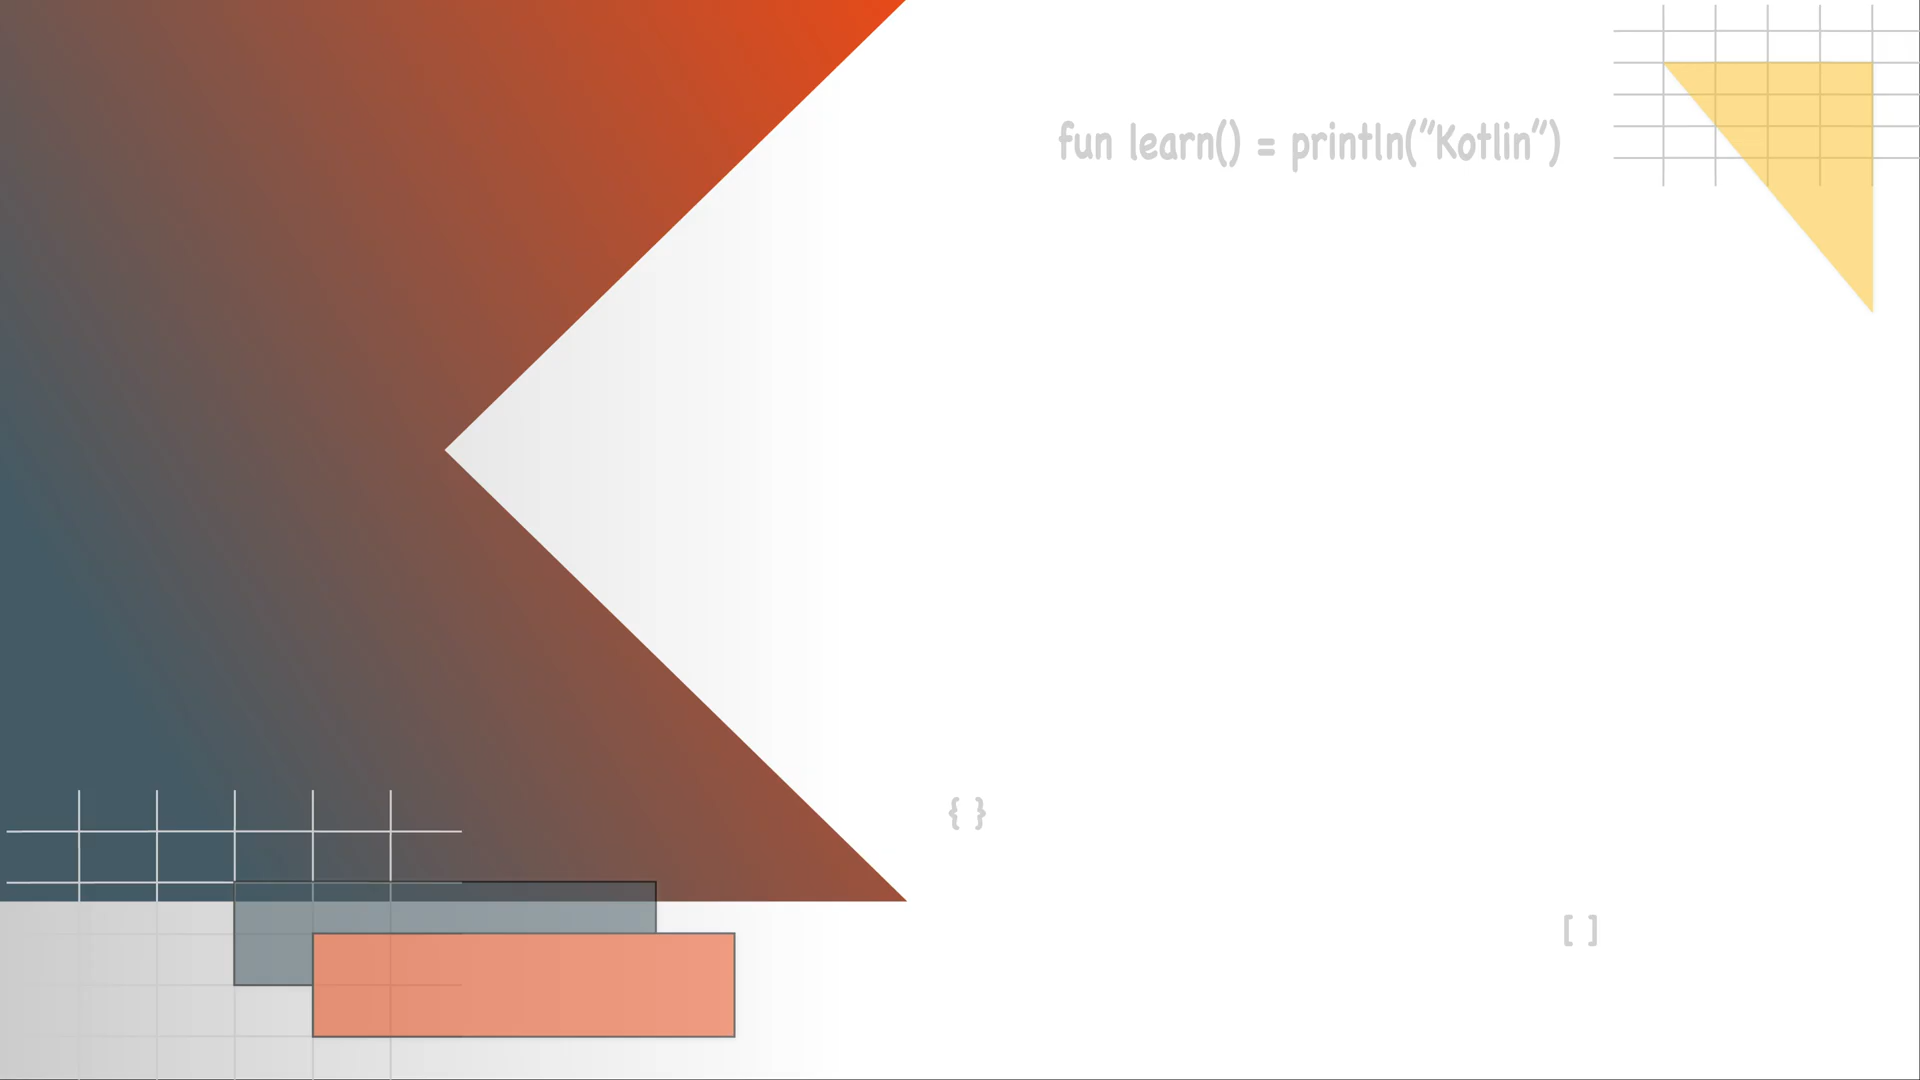 fun learn() = println("Kotlin")
{ }
[ ]